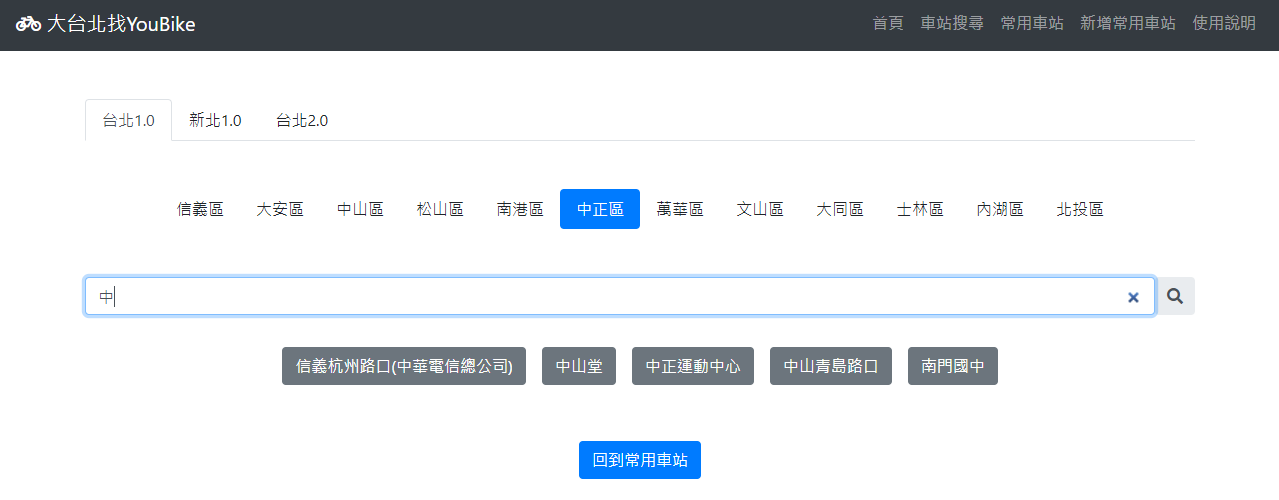 大台北找YouBike 首頁 車站搜尋 常用車站 新增常用車站 使用說明
台北1.0 新北1.0 台北2.0
信義區 大安區 中山區 松山區 南港區 中正區 萬華區 文山區 大同區 士林區 內湖區 北投區
中
信義杭州路口(中華電信總公司) 中山堂 中正運動中心 中山青島路口 南門國中
回到常用車站